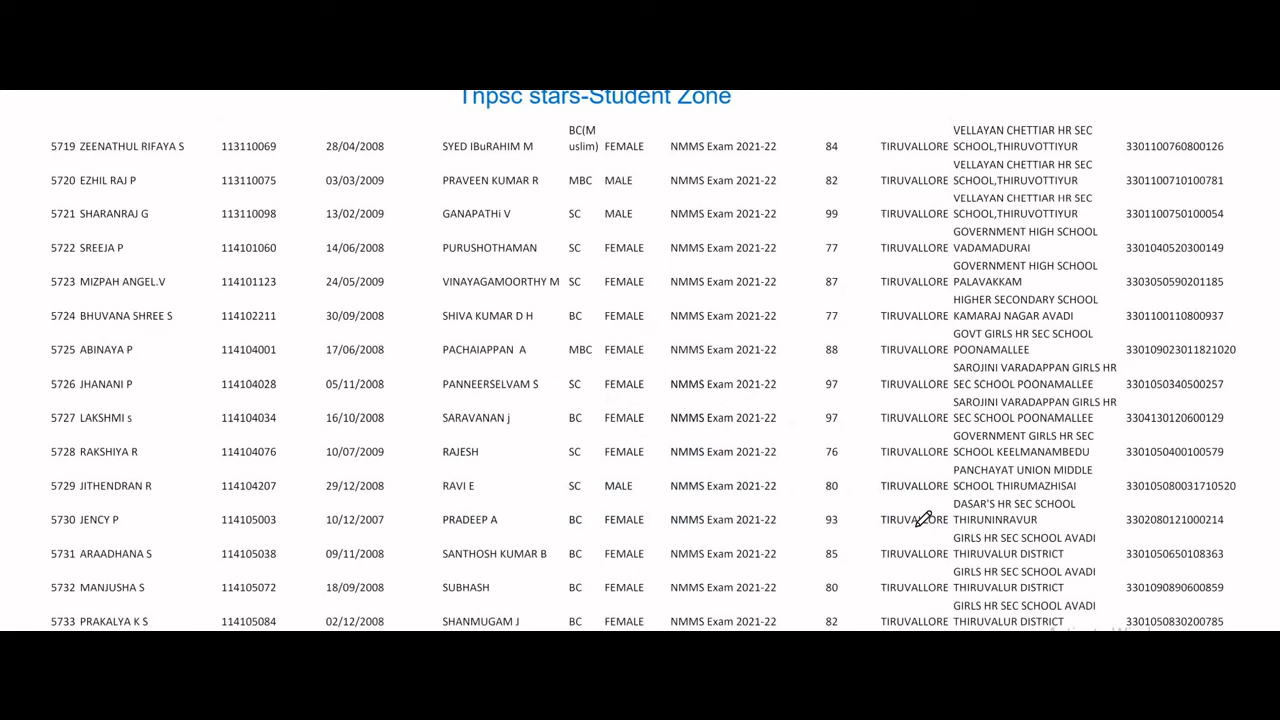 Tnpsc stars-Student Zone
5719 ZEENATHUL RIFAYA S 113110069 28/04/2008 SYED IBuRAHIM M BC(M uslim) FEMALE NMMS Exam 2021-22 84 TIRUVALLORE VELLAYAN CHETTIAR HR SEC SCHOOL,THIRUVOTTIYUR 3301100760800126
5720 EZHIL RAJ P 113110075 03/03/2009 PRAVEEN KUMAR R MBC MALE NMMS Exam 2021-22 82 TIRUVALLORE VELLAYAN CHETTIAR HR SEC SCHOOL,THIRUVOTTIYUR 3301100710100781
5721 SHARANRAJ G 113110098 13/02/2009 GANAPATHi V SC MALE NMMS Exam 2021-22 99 TIRUVALLORE VELLAYAN CHETTIAR HR SEC SCHOOL,THIRUVOTTIYUR 3301100750100054
5722 SREEJA P 114101060 14/06/2008 PURUSHOTHAMAN SC FEMALE NMMS Exam 2021-22 77 TIRUVALLORE GOVERNMENT HIGH SCHOOL VADAMADURAI 3301040520300149
5723 MIZPAH ANGEL.V 114101123 24/05/2009 VINAYAGAMOORTHY M SC FEMALE NMMS Exam 2021-22 87 TIRUVALLORE GOVERNMENT HIGH SCHOOL PALAVAKKAM 3303050590201185
5724 BHUVANA SHREE S 114102211 30/09/2008 SHIVA KUMAR D H BC FEMALE NMMS Exam 2021-22 77 TIRUVALLORE HIGHER SECONDARY SCHOOL KAMARAJ NAGAR AVADI 3301100110800937
5725 ABINAYA P 114104001 17/06/2008 PACHAIAPPAN A MBC FEMALE NMMS Exam 2021-22 88 TIRUVALLORE GOVT GIRLS HR SEC SCHOOL POONAMALLEE 330109023011821020
5726 JHANANI P 114104028 05/11/2008 PANNEERSELVAM S SC FEMALE NMMS Exam 2021-22 97 TIRUVALLORE SAROJINI VARADAPPAN GIRLS HR SEC SCHOOL POONAMALLEE 3301050340500257
5727 LAKSHMI s 114104034 16/10/2008 SARAVANAN j BC FEMALE NMMS Exam 2021-22 97 TIRUVALLORE SAROJINI VARADAPPAN GIRLS HR SEC SCHOOL POONAMALLEE 3304130120600129
5728 RAKSHIYA R 114104076 10/07/2009 RAJESH SC FEMALE NMMS Exam 2021-22 76 TIRUVALLORE GOVERNMENT GIRLS HR SEC SCHOOL KEELMANAMBEDU 3301050400100579
5729 JITHENDRAN R 114104207 29/12/2008 RAVI E SC MALE NMMS Exam 2021-22 80 TIRUVALLORE PANCHAYAT UNION MIDDLE SCHOOL THIRUMAZHISAI 330105080031710520
5730 JENCY P 114105003 10/12/2007 PRADEEP A BC FEMALE NMMS Exam 2021-22 93 TIRUVALLORE DASAR'S HR SEC SCHOOL THIRUNINRAVUR 3302080121000214
5731 ARAADHANA S 114105038 09/11/2008 SANTHOSH KUMAR B BC FEMALE NMMS Exam 2021-22 85 TIRUVALLORE GIRLS HR SEC SCHOOL AVADI THIRUVALUR DISTRICT 3301050650108363
5732 MANJUSHA S 114105072 18/09/2008 SUBHASH BC FEMALE NMMS Exam 2021-22 80 TIRUVALLORE GIRLS HR SEC SCHOOL AVADI THIRUVALUR DISTRICT 3301090890600859
5733 PRAKALYA K S 114105084 02/12/2008 SHANMUGAM J BC FEMALE NMMS Exam 2021-22 82 TIRUVALLORE GIRLS HR SEC SCHOOL AVADI THIRUVALUR DISTRICT 3301050830200785